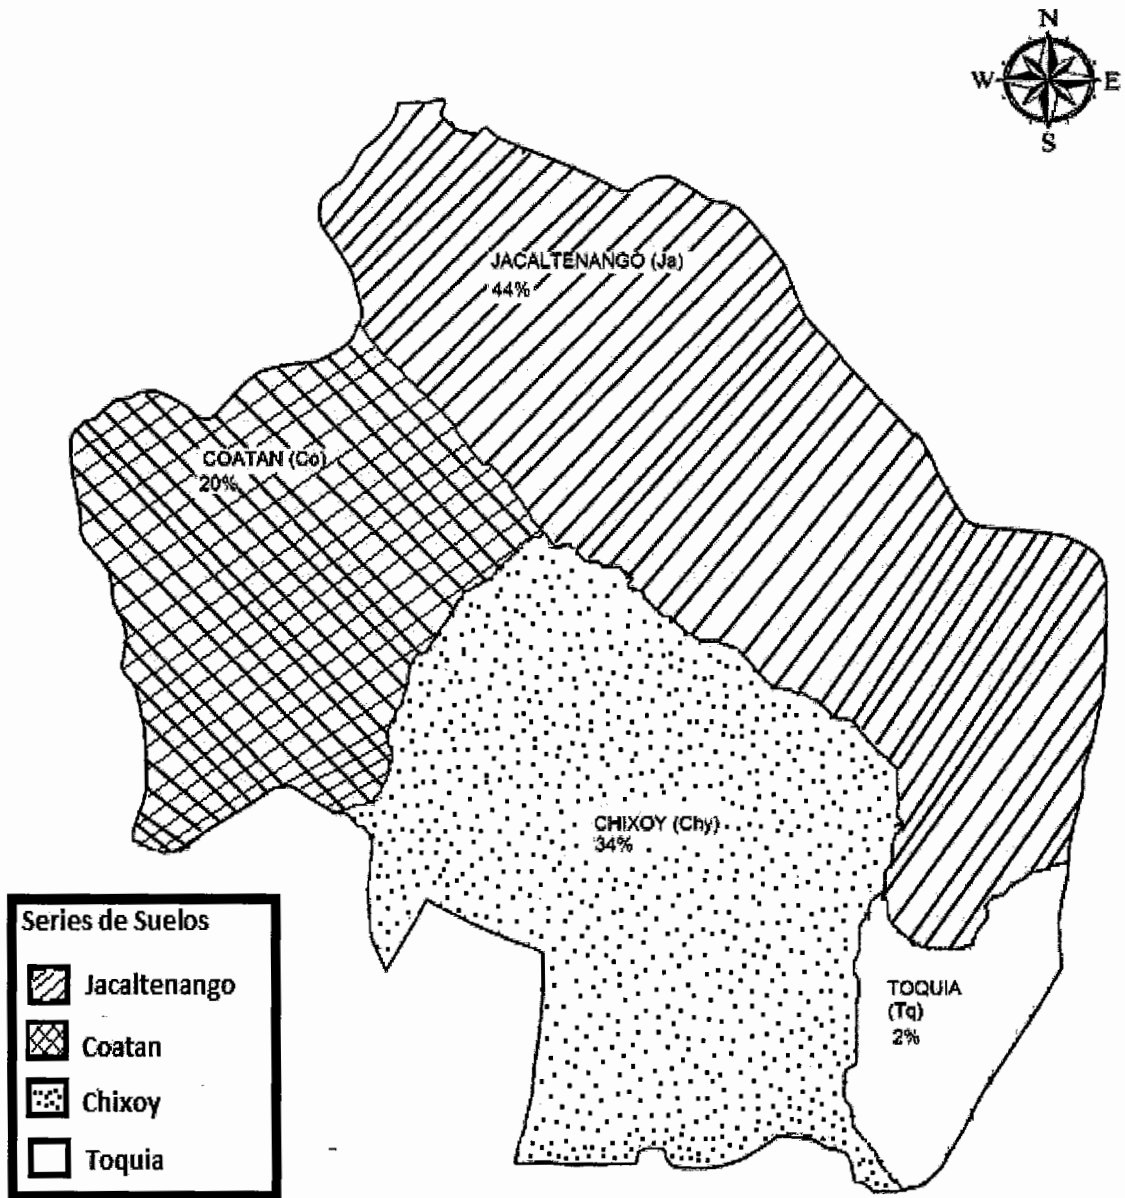 N
W E
S
JACALTENANGO (Ja)
44%
COATAN (Co)
20%
CHIXOY (Chy)
34%
TOQUIA
(Tq)
2%
Series de Suelos
Jacaltenango
Coatan
Chixoy
Toquia